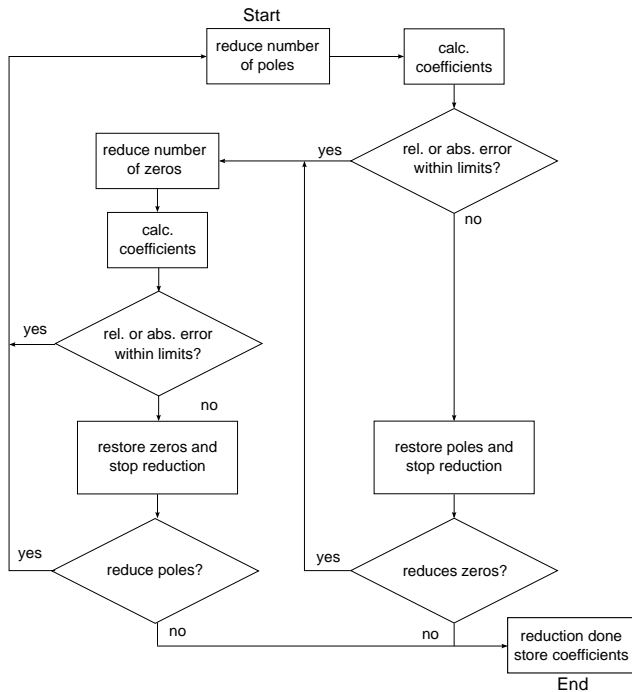 Start
reduce number
of poles
calc.
coefficients
rel. or abs. error
within limits?
yes
no
reduce number
of zeros
calc.
coefficients
rel. or abs. error
within limits?
yes
no
restore zeros and
stop reduction
restore poles and
stop reduction
reduce poles?
yes
no
reduces zeros?
yes
no
reduction done
store coefficients
End